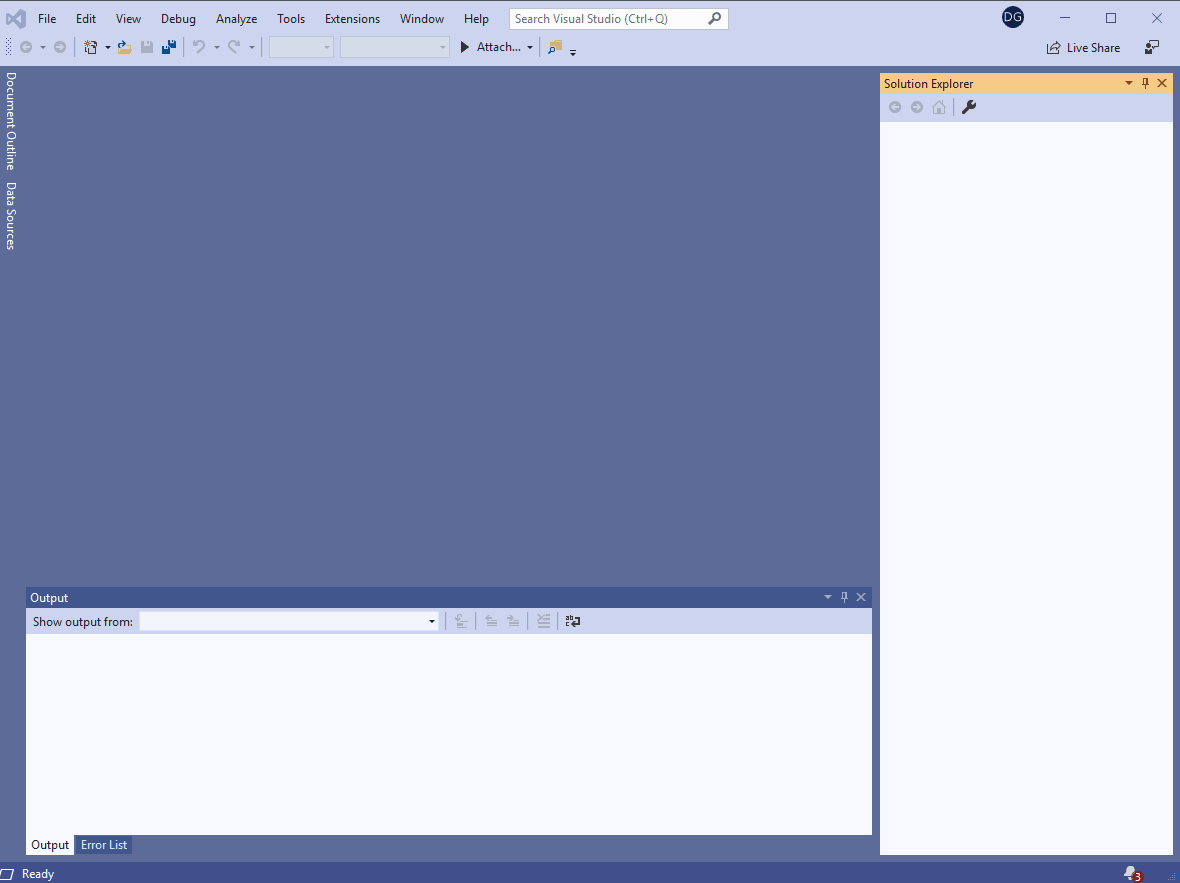 File Edit View Debug Analyze Tools Extensions Window Help Search Visual Studio (Ctrl+Q) DG
Attach... Live Share
Document Outline
Data Sources
Solution Explorer
Output
Show output from:
ab
c
Output Error List
Ready 3